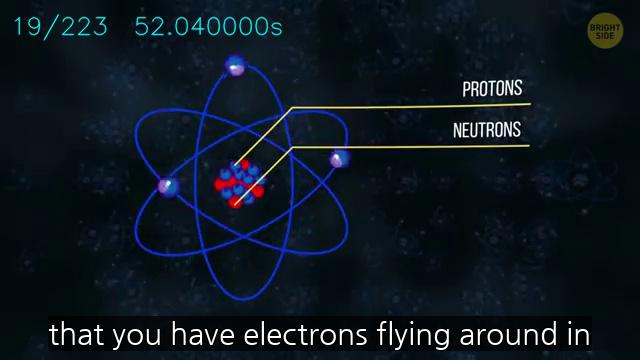 19/223 52.040000s
BRIGHT
SIDE
PROTONS
NEUTRONS
that you have electrons flying around in